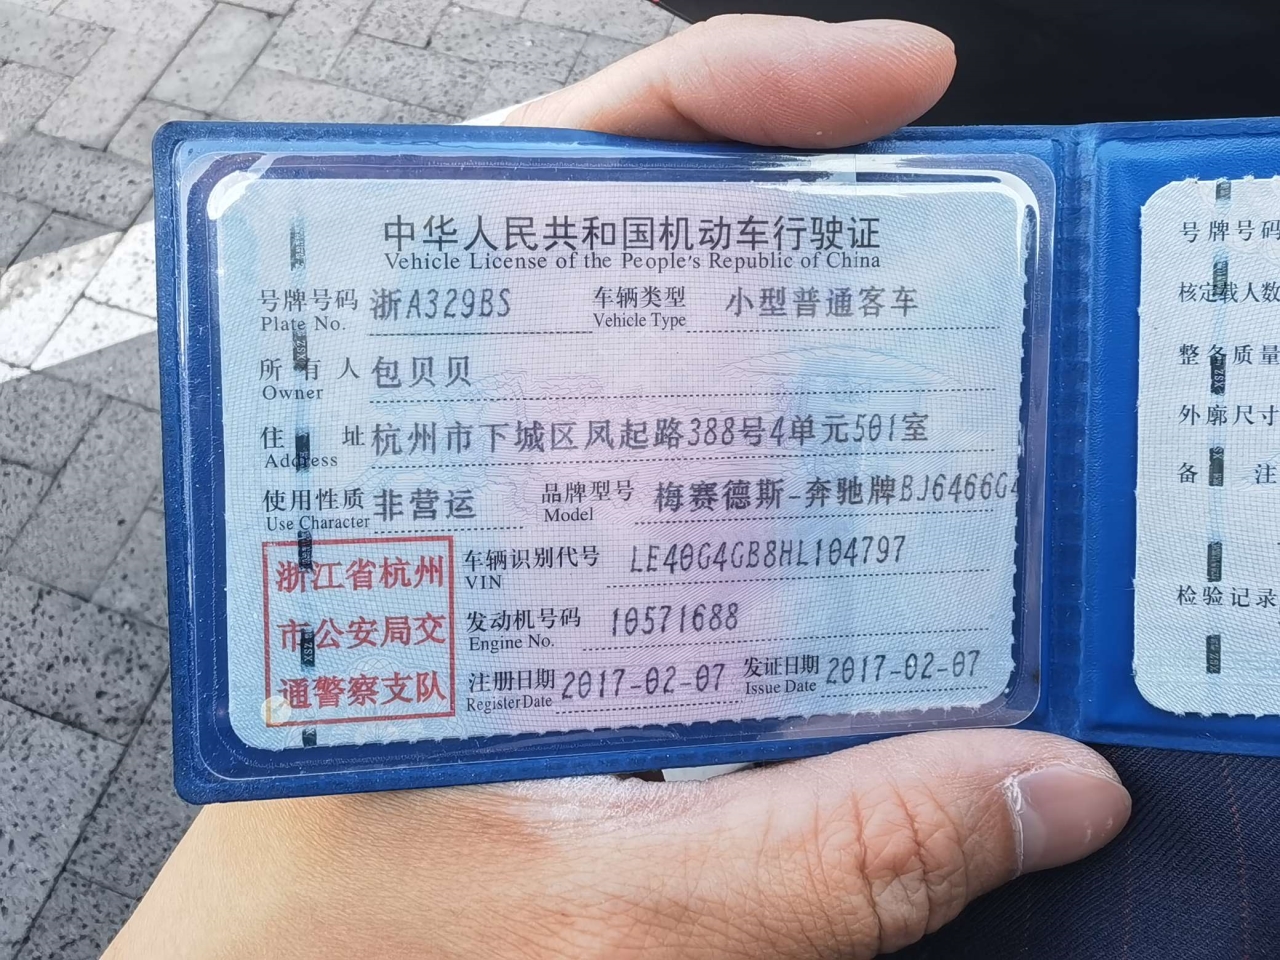 中华人民共和国机动车行驶证
Vehicle License of the People's Republic of China
号牌号码 浙A329BS 车辆类型 小型普通客车
Plate No. Vehicle Type
所有人 包贝贝
Owner
住址 杭州市下城区凤起路388号4单元501室
Address
使用性质 非营运 品牌型号 梅赛德斯-奔驰牌BJ6466G4
Use Character Model
浙江省杭州
市公安局交
通警察支队
车辆识别代号 LE40G4GB8HL104797
VIN
发动机号码 10571688
Engine No.
注册日期 2017-02-07 发证日期 2017-02-07
Register Date Issue Date
号牌号码
核定载人数
整备质量
外廓尺寸
备注
检验记录